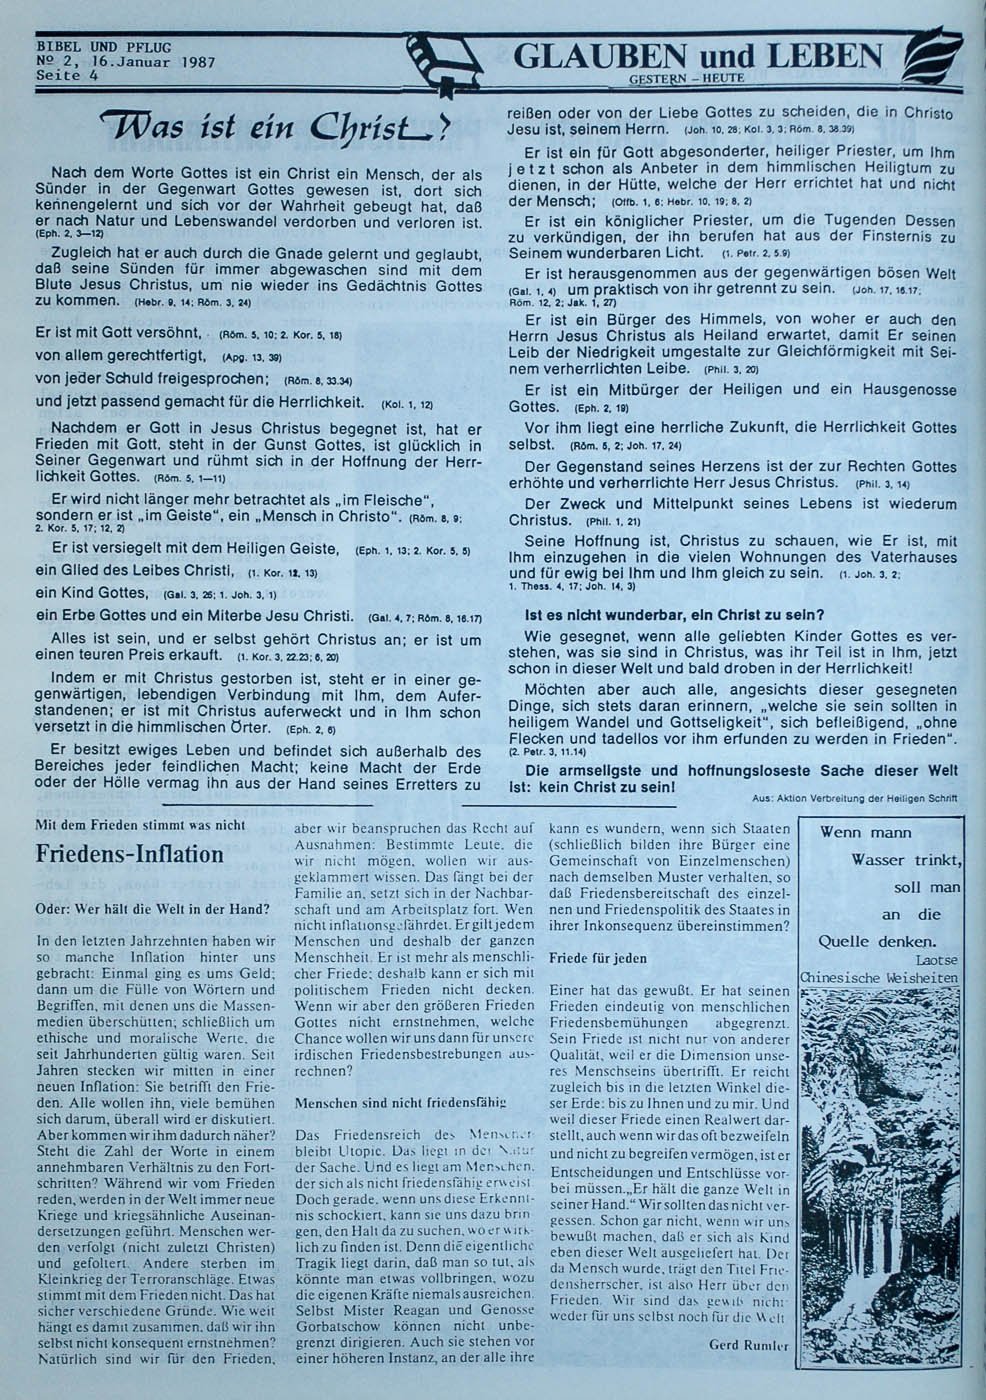 BIBEL UND PFLUG
Nº 2, 16.Januar 1987
Seite 4
GLAUBEN und LEBEN
GESTERN – HEUTE
Was ist ein Christ?
Nach dem Worte Gottes ist ein Christ ein Mensch, der als
Sünder in der Gegenwart Gottes gewesen ist, dort sich
kennengelernt und sich vor der Wahrheit gebeugt hat, daß
er nach Natur und Lebenswandel verdorben und verloren ist.
(Eph. 2, 3—12)
Zugleich hat er auch durch die Gnade gelernt und geglaubt,
daß seine Sünden für immer abgewaschen sind mit dem
Blute Jesus Christus, um nie wieder ins Gedächtnis Gottes
zu kommen. (Hebr. 9, 14; Röm. 3, 24)
Er ist mit Gott versöhnt, (Röm. 5, 10; 2. Kor. 5, 18)
von allem gerechtfertigt, (Apg. 13, 39)
von jeder Schuld freigesprochen; (Röm. 8, 33.34)
und jetzt passend gemacht für die Herrlichkeit. (Kol. 1, 12)
Nachdem er Gott in Jesus Christus begegnet ist, hat er
Frieden mit Gott, steht in der Gunst Gottes, ist glücklich in
Seiner Gegenwart und rühmt sich in der Hoffnung der Herr-
lichkeit Gottes. (Röm. 5, 1—11)
Er wird nicht länger mehr betrachtet als „im Fleische“,
sondern er ist „im Geiste“, ein „Mensch in Christo“. (Röm. 8, 9;
2. Kor. 5, 17; 12, 2)
Er ist versiegelt mit dem Heiligen Geiste, (Eph. 1, 13; 2. Kor. 5, 5)
ein Glied des Leibes Christi, (1. Kor. 12, 13)
ein Kind Gottes, (Gal. 3, 26; 1. Joh. 3, 1)
ein Erbe Gottes und ein Miterbe Jesu Christi. (Gal. 4, 7; Röm. 8, 16.17)
Alles ist sein, und er selbst gehört Christus an; er ist um
einen teuren Preis erkauft. (1. Kor. 3, 22.23; 6, 20)
Indem er mit Christus gestorben ist, steht er in einer ge-
genwärtigen, lebendigen Verbindung mit Ihm, dem Aufer-
standenen; er ist mit Christus auferweckt und in Ihm schon
versetzt in die himmlischen Örter. (Eph. 2, 6)
Er besitzt ewiges Leben und befindet sich außerhalb des
Bereiches jeder feindlichen Macht; keine Macht der Erde
oder der Hölle vermag ihn aus der Hand seines Erretters zu
reißen oder von der Liebe Gottes zu scheiden, die in Christo
Jesu ist, seinem Herrn. (Joh. 10, 28; Kol. 3, 3; Röm. 8, 38.39)
Er ist ein für Gott abgesonderter, heiliger Priester, um Ihm
jetzt schon als Anbeter in dem himmlischen Heiligtum zu
dienen, in der Hütte, welche der Herr errichtet hat und nicht
der Mensch; (Offb. 1, 6; Hebr. 10, 19; 8, 2)
Er ist ein königlicher Priester, um die Tugenden Dessen
zu verkündigen, der ihn berufen hat aus der Finsternis zu
Seinem wunderbaren Licht. (1. Petr. 2, 5.9)
Er ist herausgenommen aus der gegenwärtigen bösen Welt
(Gal. 1, 4) um praktisch von ihr getrennt zu sein. (Joh. 17, 16.17;
Röm. 12, 2; Jak. 1, 27)
Er ist ein Bürger des Himmels, von woher er auch den
Herrn Jesus Christus als Heiland erwartet, damit Er seinen
Leib der Niedrigkeit umgestalte zur Gleichförmigkeit mit Sei-
nem verherrlichten Leibe. (Phil. 3, 20)
Er ist ein Mitbürger der Heiligen und ein Hausgenosse
Gottes. (Eph. 2, 19)
Vor ihm liegt eine herrliche Zukunft, die Herrlichkeit Gottes
selbst. (Röm. 5, 2; Joh. 17, 24)
Der Gegenstand seines Herzens ist der zur Rechten Gottes
erhöhte und verherrlichte Herr Jesus Christus. (Phil. 3, 14)
Der Zweck und Mittelpunkt seines Lebens ist wiederum
Christus. (Phil. 1, 21)
Seine Hoffnung ist, Christus zu schauen, wie Er ist, mit
Ihm einzugehen in die vielen Wohnungen des Vaterhauses
und für ewig bei Ihm und Ihm gleich zu sein. (1. Joh. 3, 2;
1. Thess. 4, 17; Joh. 14, 3)
Ist es nicht wunderbar, ein Christ zu sein?
Wie gesegnet, wenn alle geliebten Kinder Gottes es ver-
stehen, was sie sind in Christus, was ihr Teil ist in Ihm, jetzt
schon in dieser Welt und bald droben in der Herrlichkeit!
Möchten aber auch alle, angesichts dieser gesegneten
Dinge, sich stets daran erinnern, „welche sie sein sollten in
heiligem Wandel und Gottseligkeit“, sich befleißigend, „ohne
Flecken und tadellos vor ihm erfunden zu werden in Frieden“.
(2. Petr. 3, 11.14)
Die armseligste und hoffnungsloseste Sache dieser Welt
ist: kein Christ zu sein!
Aus: Aktion Verbreitung der Heiligen Schrift
Mit dem Frieden stimmt was nicht
Friedens-Inflation
Oder: Wer hält die Welt in der Hand?
In den letzten Jahrzehnten haben wir
so manche Inflation hinter uns
gebracht: Einmal ging es ums Geld;
dann um die Fülle von Wörtern und
Begriffen, mit denen uns die Massen-
medien überschütten; schließlich um
ethische und moralische Werte, die
seit Jahrhunderten gültig waren. Seit
Jahren stecken wir mitten in einer
neuen Inflation: Sie betrifft den Frie-
den. Alle wollen ihn, viele bemühen
sich darum, überall wird er diskutiert.
Aber kommen wir ihm dadurch näher?
Steht die Zahl der Worte in einem
annehmbaren Verhältnis zu den Fort-
schritten? Während wir vom Frieden
reden, werden in der Welt immer neue
Kriege und kriegsähnliche Auseinan-
dersetzungen geführt. Menschen wer-
den verfolgt (nicht zuletzt Christen)
und gefoltert. Andere sterben im
Kleinkrieg der Terroranschläge. Etwas
stimmt mit dem Frieden nicht. Das hat
sicher verschiedene Gründe. Wie weit
hängt es damit zusammen, daß wir ihn
selbst nicht konsequent ernstnehmen?
Natürlich sind wir für den Frieden,
aber wir beanspruchen das Recht auf
Ausnahmen: Bestimmte Leute, die
wir nicht mögen, wollen wir aus-
geklammert wissen. Das fängt bei der
Familie an, setzt sich in der Nachbar-
schaft und am Arbeitsplatz fort. Wen
nicht inflationsgefährdet. Er gilt jedem
Menschen und deshalb der ganzen
Menschheit. Er ist mehr als menschli-
cher Friede; deshalb kann er sich mit
politischem Frieden nicht decken.
Wenn wir aber den größeren Frieden
Gottes nicht ernstnehmen, welche
Chance wollen wir uns dann für unsere
irdischen Friedensbestrebungen aus-
rechnen?
Menschen sind nicht friedensfähig
Das Friedensreich des Menschen
bleibt Utopie. Das liegt in der Natur
der Sache. Und es liegt am Menschen,
der sich als nicht friedensfähig erweist.
Doch gerade, wenn uns diese Erkennt-
nis schockiert, kann sie uns dazu brin-
gen, den Halt da zu suchen, wo er wirk-
lich zu finden ist. Denn die eigentliche
Tragik liegt darin, daß man so tut, als
könnte man etwas vollbringen, wozu
die eigenen Kräfte niemals ausreichen.
Selbst Mister Reagan und Genosse
Gorbatschow können nicht unbe-
grenzt dirigieren. Auch sie stehen vor
einer höheren Instanz, an der alle ihre
kann es wundern, wenn sich Staaten
(schließlich bilden ihre Bürger eine
Gemeinschaft von Einzelmenschen)
nach demselben Muster verhalten, so
daß Friedensbereitschaft des einzel-
nen und Friedenspolitik des Staates in
ihrer Inkonsequenz übereinstimmen?
Friede für jeden
Einer hat das gewußt. Er hat seinen
Frieden eindeutig von menschlichen
Friedensbemühungen abgegrenzt.
Sein Friede ist nicht nur von anderer
Qualität, weil er die Dimension unse-
res Menschseins übertrifft. Er reicht
zugleich bis in die letzten Winkel die-
ser Erde: bis zu Ihnen und zu mir. Und
weil dieser Friede einen Realwert dar-
stellt, auch wenn wir das oft bezweifeln
und nicht zu begreifen vermögen, ist er
Entscheidungen und Entschlüsse vor-
bei müssen. „Er hält die ganze Welt in
seiner Hand.“ Wir sollten das nicht ver-
gessen. Schon gar nicht, wenn wir uns
bewußt machen, daß er sich als Kind
eben dieser Welt ausgeliefert hat. Der
da Mensch wurde, trägt den Titel Frie-
densherrscher, ist also Herr über den
Frieden. Wir sind das gewiß nicht:
weder für uns selbst noch für die Welt
Gerd Rumler
Wenn mann
Wasser trinkt,
soll man
an die
Quelle denken.
Laotse
Chinesische Weisheiten